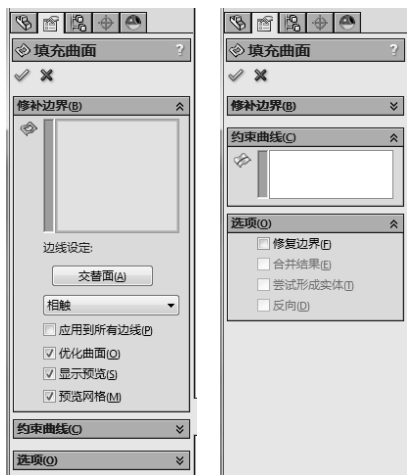 填充曲面 ?
修补边界(B)
边线设定:
交替面(A)
相触
应用到所有边线(P)
优化曲面(O)
显示预览(S)
预览网格(M)
约束曲线(C)
选项(O)
填充曲面 ?
修补边界(B)
约束曲线(C)
选项(O)
修复边界(F)
合并结果(E)
尝试形成实体(T)
反向(D)